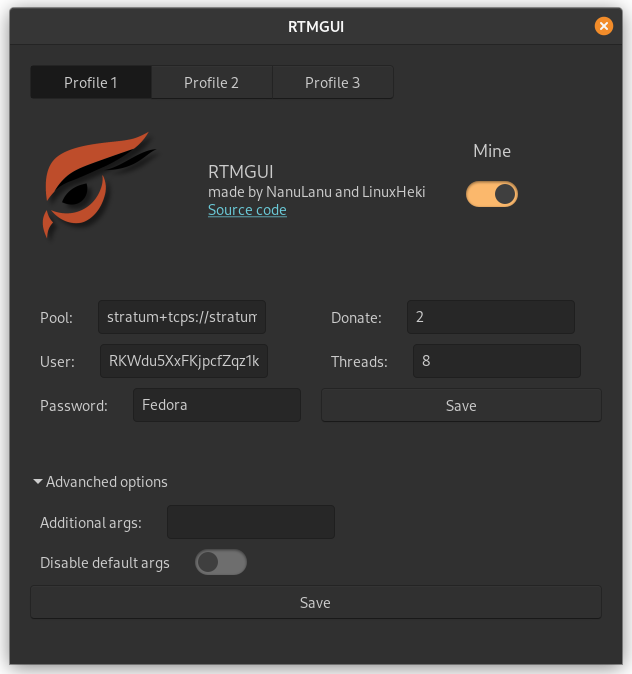 RTMGUI
Profile 1 Profile 2 Profile 3
Mine
RTMGUI
made by NanuLanu and LinuxHeki
Source code
Pool: stratum+tcps://stratum Donate: 2
User: RKWdu5XxFKjpcfZqz1k Threads: 8
Password: Fedora Save
Advanched options
Additional args:
Disable default args
Save